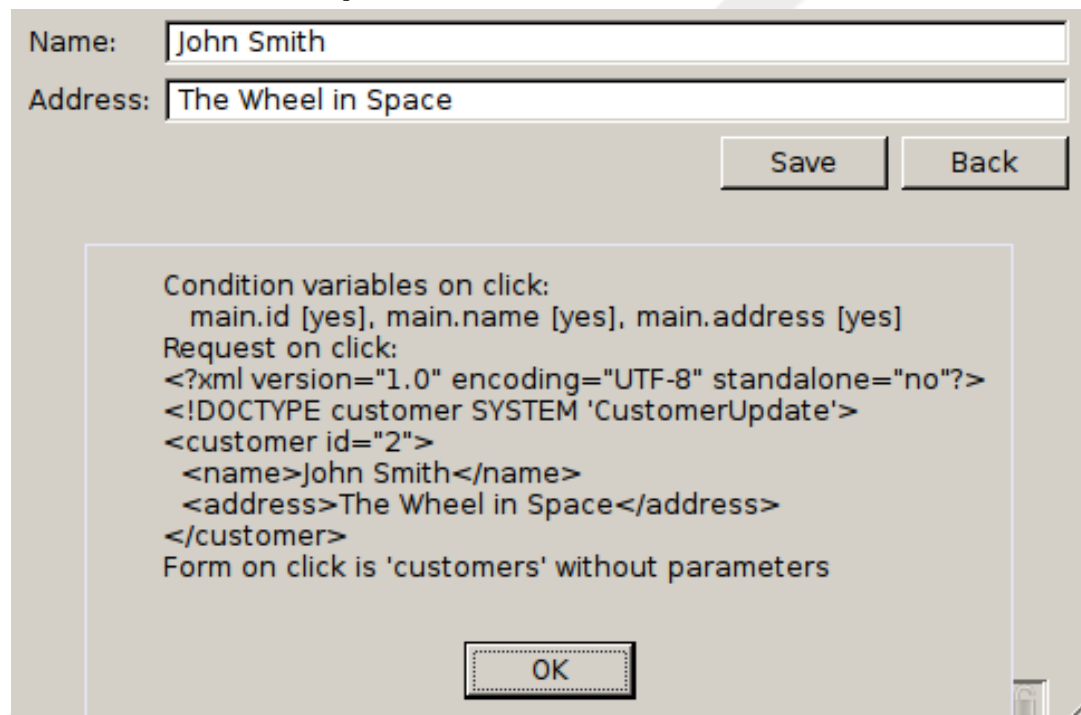 Name: John Smith
Address: The Wheel in Space
Save Back
Condition variables on click:
main.id [yes], main.name [yes], main.address [yes]
Request on click:
<?xml version="1.0" encoding="UTF-8" standalone="no"?>
<!DOCTYPE customer SYSTEM 'CustomerUpdate'>
<customer id="2">
<name>John Smith</name>
<address>The Wheel in Space</address>
</customer>
Form on click is 'customers' without parameters
OK